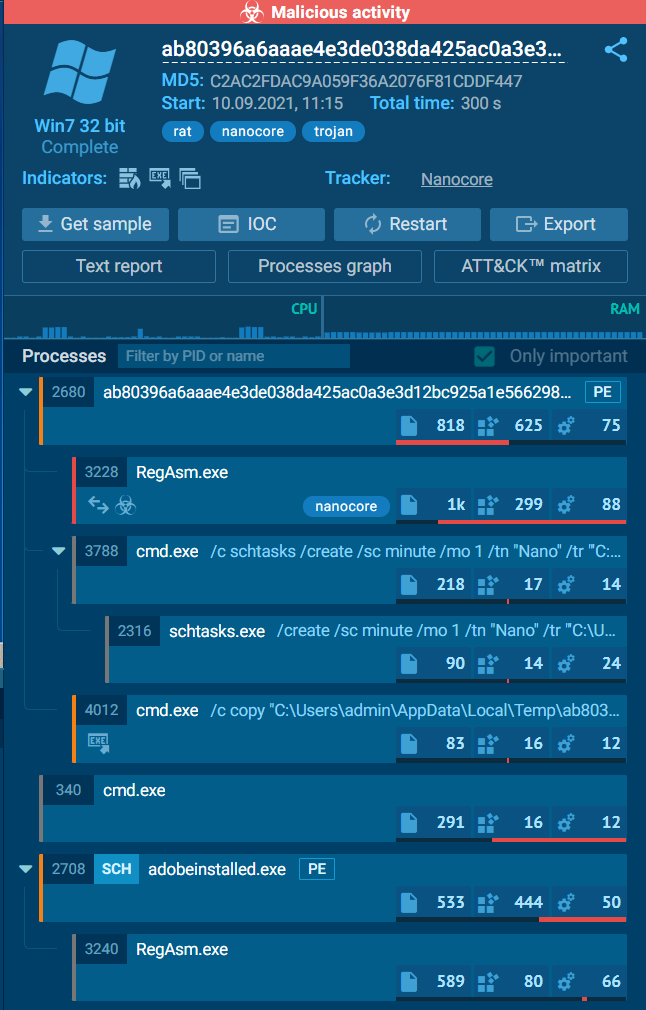 Malicious activity
ab80396a6aaae4e3de038da425ac0a3e3...
MD5: C2AC2FDAC9A059F36A2076F81CDDF447
Start: 10.09.2021, 11:15 Total time: 300 s
Win7 32 bit
Complete
rat nanocore trojan
Indicators: EXE Tracker: Nanocore
Get sample IOC Restart Export
Text report Processes graph ATT&CK™ matrix
CPU RAM
Processes Filter by PID or name Only important
2680 ab80396a6aaae4e3de038da425ac0a3e3d12bc925a1e566298... PE
818 625 75
3228 RegAsm.exe
nanocore 1k 299 88
3788 cmd.exe /c schtasks /create /sc minute /mo 1 /tn "Nano" /tr "'C:...
218 17 14
2316 schtasks.exe /create /sc minute /mo 1 /tn "Nano" /tr "'C:\U...
90 14 24
4012 cmd.exe /c copy "C:\Users\admin\AppData\Local\Temp\ab803...
EXE 83 16 12
340 cmd.exe
291 16 12
2708 SCH adobeinstalled.exe PE
533 444 50
3240 RegAsm.exe
589 80 66